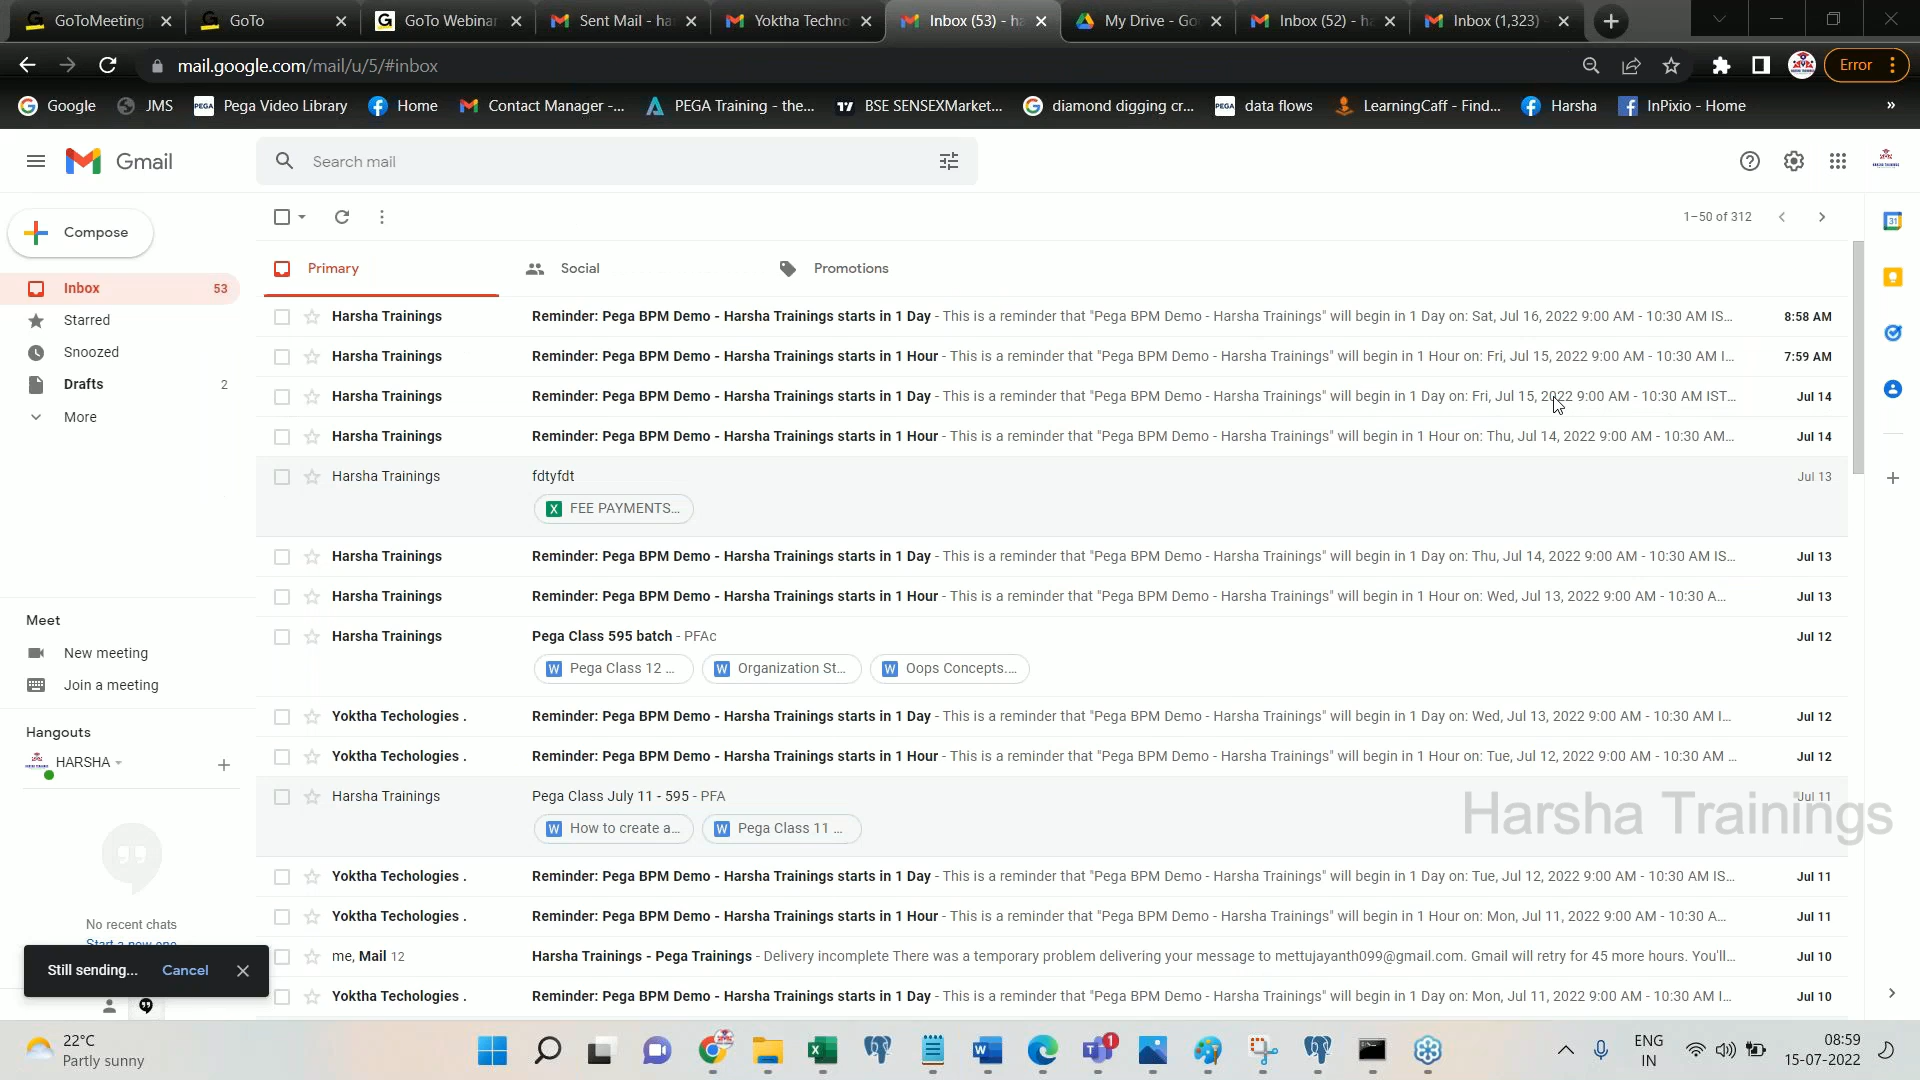 GoToMeeting
GoTo
GoTo Webinar
Sent Mail - ha
Yoktha Techno
Inbox (53) - ha
My Drive - Goo
Inbox (52) - ha
Inbox (1,323) -
mail.google.com/mail/u/5/#inbox
Error
Google
JMS
Pega Video Library
Home
Contact Manager -...
PEGA Training - the...
BSE SENSEXMarket...
diamond digging cr...
data flows
LearningCaff - Find...
Harsha
InPixio - Home
»
Gmail
Search mail
HARSHA TRAININGS
Compose
1–50 of 312
31
Primary
Social
Promotions
Inbox 53
Starred
Snoozed
Drafts 2
More
Harsha Trainings Reminder: Pega BPM Demo - Harsha Trainings starts in 1 Day - This is a reminder that "Pega BPM Demo - Harsha Trainings" will begin in 1 Day on: Sat, Jul 16, 2022 9:00 AM - 10:30 AM IS... 8:58 AM
Harsha Trainings Reminder: Pega BPM Demo - Harsha Trainings starts in 1 Hour - This is a reminder that "Pega BPM Demo - Harsha Trainings" will begin in 1 Hour on: Fri, Jul 15, 2022 9:00 AM - 10:30 AM I... 7:59 AM
Harsha Trainings Reminder: Pega BPM Demo - Harsha Trainings starts in 1 Day - This is a reminder that "Pega BPM Demo - Harsha Trainings" will begin in 1 Day on: Fri, Jul 15, 2022 9:00 AM - 10:30 AM IST... Jul 14
Harsha Trainings Reminder: Pega BPM Demo - Harsha Trainings starts in 1 Hour - This is a reminder that "Pega BPM Demo - Harsha Trainings" will begin in 1 Hour on: Thu, Jul 14, 2022 9:00 AM - 10:30 AM... Jul 14
Harsha Trainings fdtyfdt Jul 13
FEE PAYMENTS...
Harsha Trainings Reminder: Pega BPM Demo - Harsha Trainings starts in 1 Day - This is a reminder that "Pega BPM Demo - Harsha Trainings" will begin in 1 Day on: Thu, Jul 14, 2022 9:00 AM - 10:30 AM IS... Jul 13
Harsha Trainings Reminder: Pega BPM Demo - Harsha Trainings starts in 1 Hour - This is a reminder that "Pega BPM Demo - Harsha Trainings" will begin in 1 Hour on: Wed, Jul 13, 2022 9:00 AM - 10:30 A... Jul 13
Harsha Trainings Pega Class 595 batch - PFAc Jul 12
Pega Class 12 ... Organization St... Oops Concepts....
Yoktha Techologies . Reminder: Pega BPM Demo - Harsha Trainings starts in 1 Day - This is a reminder that "Pega BPM Demo - Harsha Trainings" will begin in 1 Day on: Wed, Jul 13, 2022 9:00 AM - 10:30 AM I... Jul 12
Yoktha Techologies . Reminder: Pega BPM Demo - Harsha Trainings starts in 1 Hour - This is a reminder that "Pega BPM Demo - Harsha Trainings" will begin in 1 Hour on: Tue, Jul 12, 2022 9:00 AM - 10:30 AM ... Jul 12
Harsha Trainings Pega Class July 11 - 595 - PFA Jul 11
How to create a... Pega Class 11 ...
Yoktha Techologies . Reminder: Pega BPM Demo - Harsha Trainings starts in 1 Day - This is a reminder that "Pega BPM Demo - Harsha Trainings" will begin in 1 Day on: Tue, Jul 12, 2022 9:00 AM - 10:30 AM IS... Jul 11
Yoktha Techologies . Reminder: Pega BPM Demo - Harsha Trainings starts in 1 Hour - This is a reminder that "Pega BPM Demo - Harsha Trainings" will begin in 1 Hour on: Mon, Jul 11, 2022 9:00 AM - 10:30 A... Jul 11
me, Mail 12 Harsha Trainings - Pega Trainings - Delivery incomplete There was a temporary problem delivering your message to mettujayanth099@gmail.com. Gmail will retry for 45 more hours. You'll... Jul 10
Yoktha Techologies . Reminder: Pega BPM Demo - Harsha Trainings starts in 1 Day - This is a reminder that "Pega BPM Demo - Harsha Trainings" will begin in 1 Day on: Mon, Jul 11, 2022 9:00 AM - 10:30 AM I... Jul 10
Meet
New meeting
Join a meeting
Hangouts
HARSHA
No recent chats
Start a new one
Still sending... Cancel
Harsha Trainings
22°C
Partly sunny
1
ENG
IN
08:59
15-07-2022